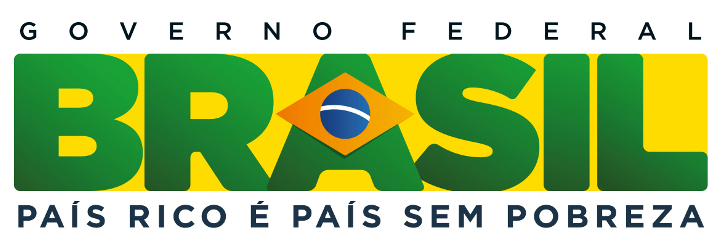 GOVERNO FEDERAL
BRASIL
PAÍS RICO É PAÍS SEM POBREZA